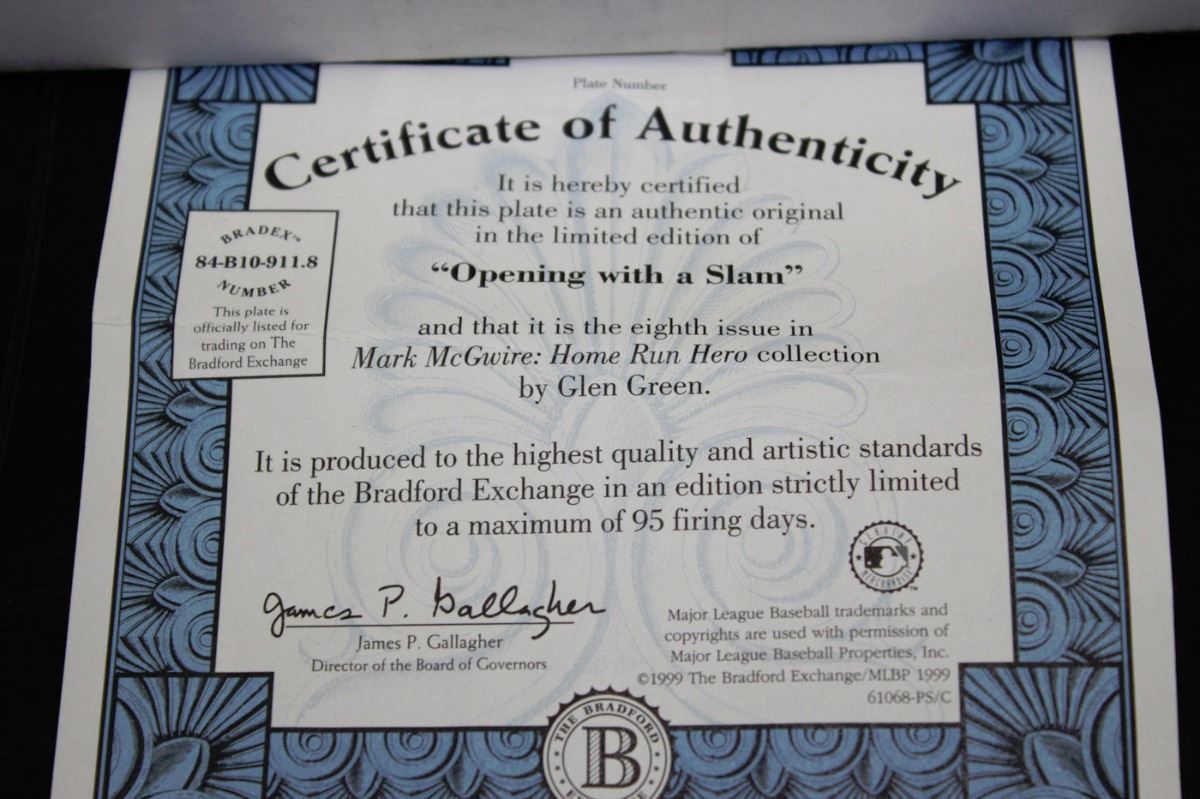 Plate Number
Certificate of Authenticity
It is hereby certified
that this plate is an authentic original
in the limited edition of
“Opening with a Slam”
and that it is the eighth issue in
Mark McGwire: Home Run Hero collection
by Glen Green.
BRADEX™
84-B10-911.8
NUMBER
This plate is
officially listed for
trading on The
Bradford Exchange
It is produced to the highest quality and artistic standards
of the Bradford Exchange in an edition strictly limited
to a maximum of 95 firing days.
James P. Gallagher
James P. Gallagher
Director of the Board of Governors
GENUINE
MERCHANDISE
™
Major League Baseball trademarks and
copyrights are used with permission of
Major League Baseball Properties, Inc.
©1999 The Bradford Exchange/MLBP 1999
61068-PS/C
THE BRADFORD
B